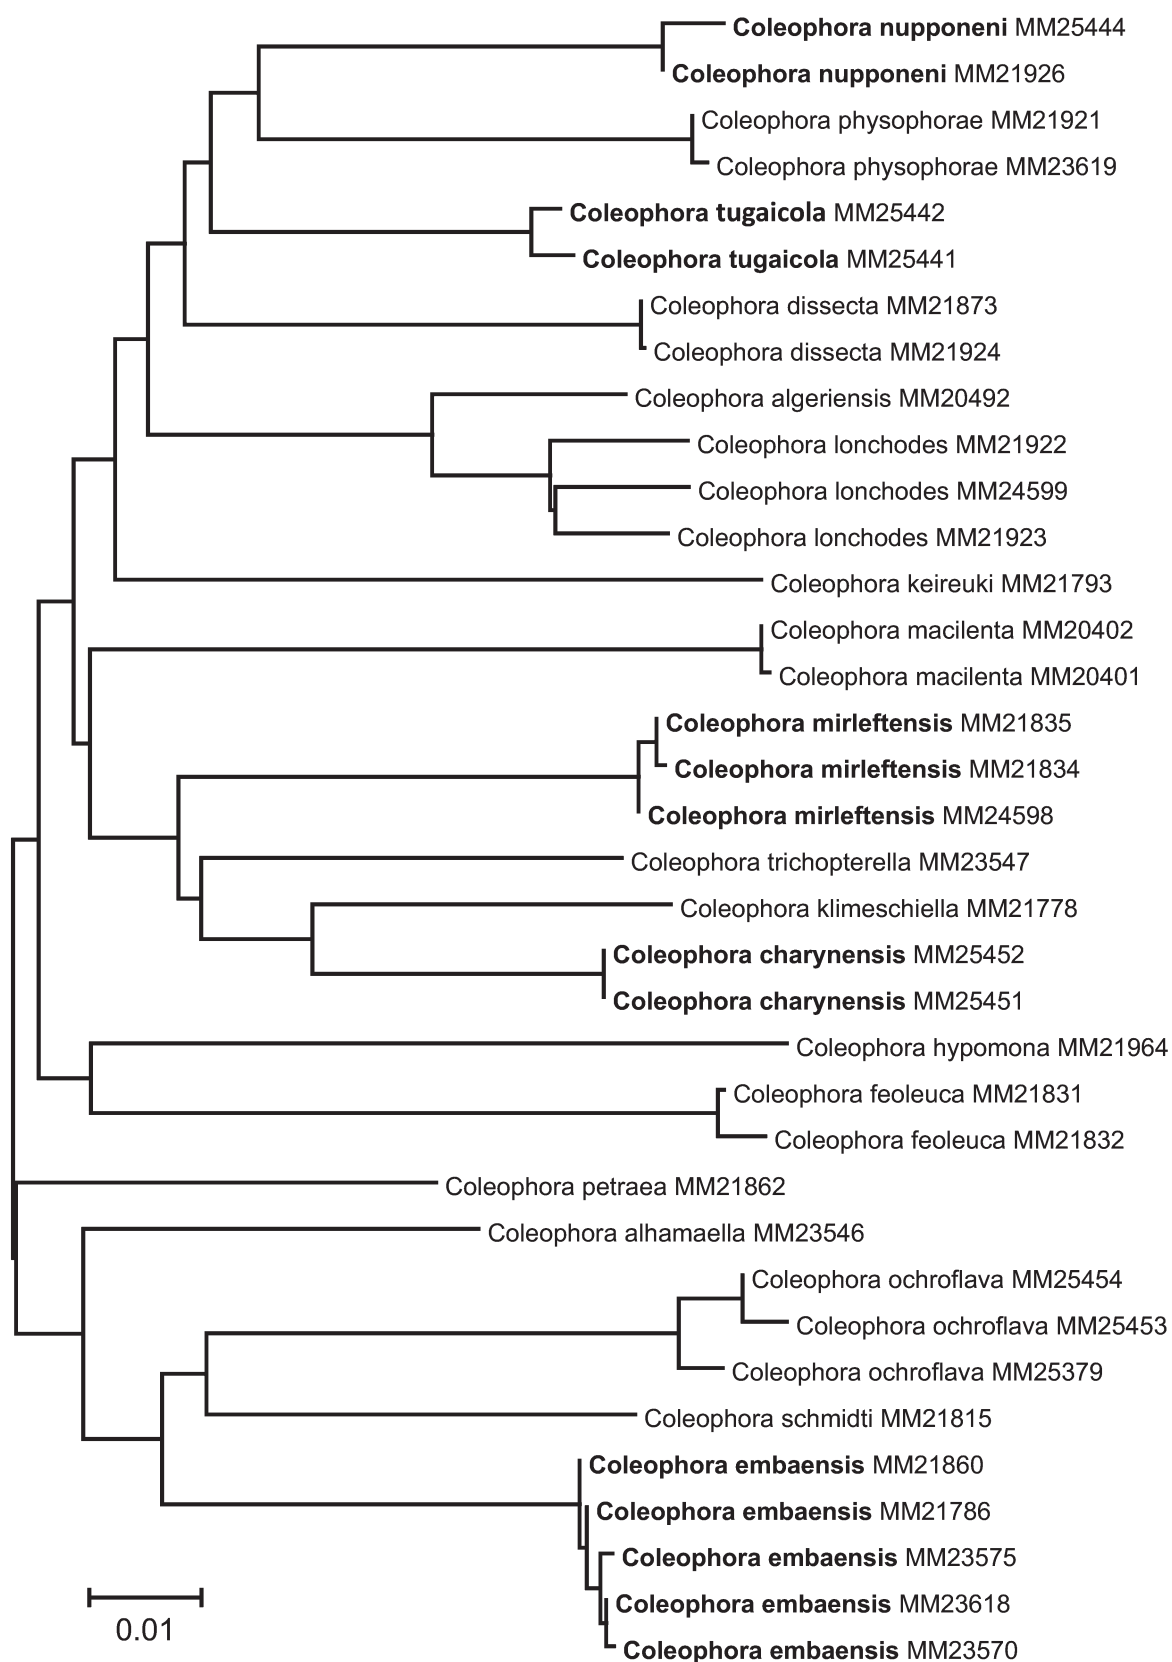 Coleophora nupponeni MM25444
Coleophora nupponeni MM21926
Coleophora physophorae MM21921
Coleophora physophorae MM23619
Coleophora tugaicola MM25442
Coleophora tugaicola MM25441
Coleophora dissecta MM21873
Coleophora dissecta MM21924
Coleophora algeriensis MM20492
Coleophora lonchodes MM21922
Coleophora lonchodes MM24599
Coleophora lonchodes MM21923
Coleophora keireuki MM21793
Coleophora macilenta MM20402
Coleophora macilenta MM20401
Coleophora mirleftensis MM21835
Coleophora mirleftensis MM21834
Coleophora mirleftensis MM24598
Coleophora trichopterella MM23547
Coleophora klimeschiella MM21778
Coleophora charynensis MM25452
Coleophora charynensis MM25451
Coleophora hypomona MM21964
Coleophora feoleuca MM21831
Coleophora feoleuca MM21832
Coleophora petraea MM21862
Coleophora alhamaella MM23546
Coleophora ochroflava MM25454
Coleophora ochroflava MM25453
Coleophora ochroflava MM25379
Coleophora schmidti MM21815
Coleophora embaensis MM21860
Coleophora embaensis MM21786
Coleophora embaensis MM23575
Coleophora embaensis MM23618
Coleophora embaensis MM23570
0.01